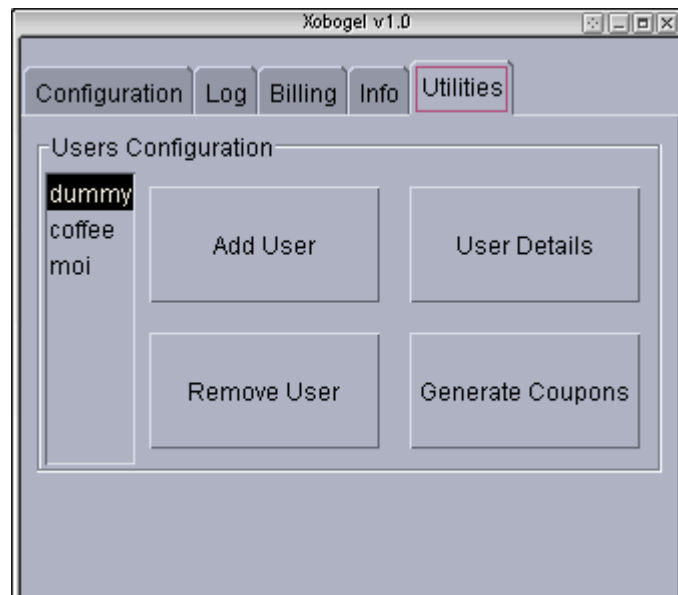 Xobogel v1.0
Configuration Log Billing Info Utilities
Users Configuration
dummy
coffee
moi
Add User User Details
Remove User Generate Coupons